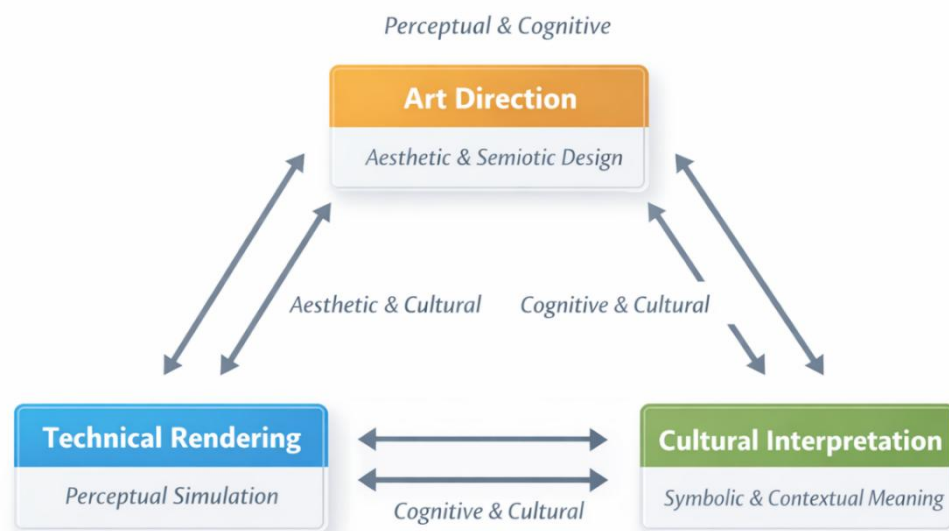 Perceptual & Cognitive
Art Direction
Aesthetic & Semiotic Design
Aesthetic & Cultural
Cognitive & Cultural
Technical Rendering
Perceptual Simulation
Cultural Interpretation
Symbolic & Contextual Meaning
Cognitive & Cultural